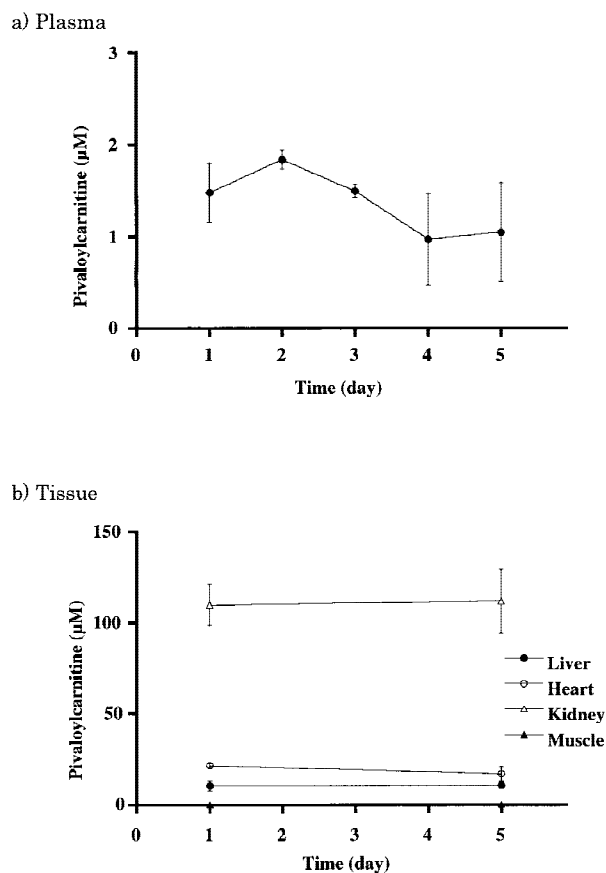 a) Plasma
Pivaloylcarnitine (µM)
3
2
1
0
0 1 2 3 4 5
Time (day)
b) Tissue
Pivaloylcarnitine (µM)
150
100
50
0
Liver
Heart
Kidney
Muscle
0 1 2 3 4 5
Time (day)